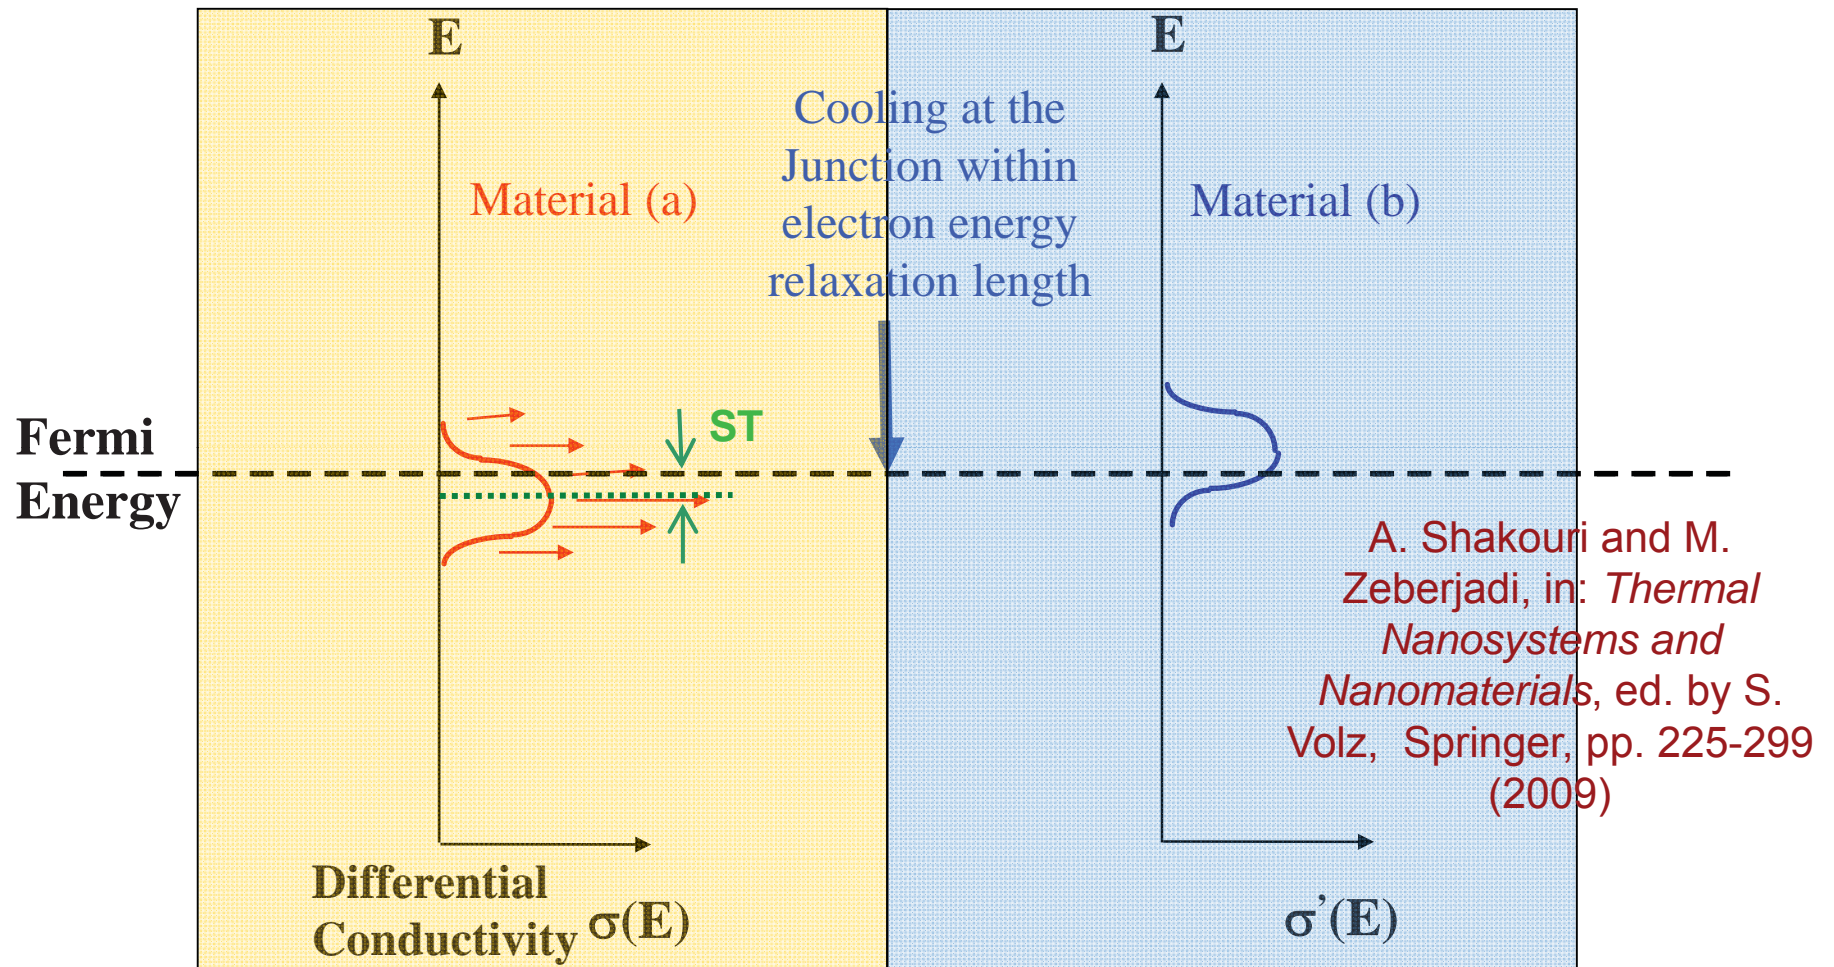 E
E
Cooling at the
Junction within
electron energy
relaxation length
Material (a)
Material (b)
ST
Fermi
Energy
A. Shakouri and M.
Zeberjadi, in: Thermal
Nanosystems and
Nanomaterials, ed. by S.
Volz, Springer, pp. 225-299
(2009)
Differential
Conductivity σ(E)
σ’(E)